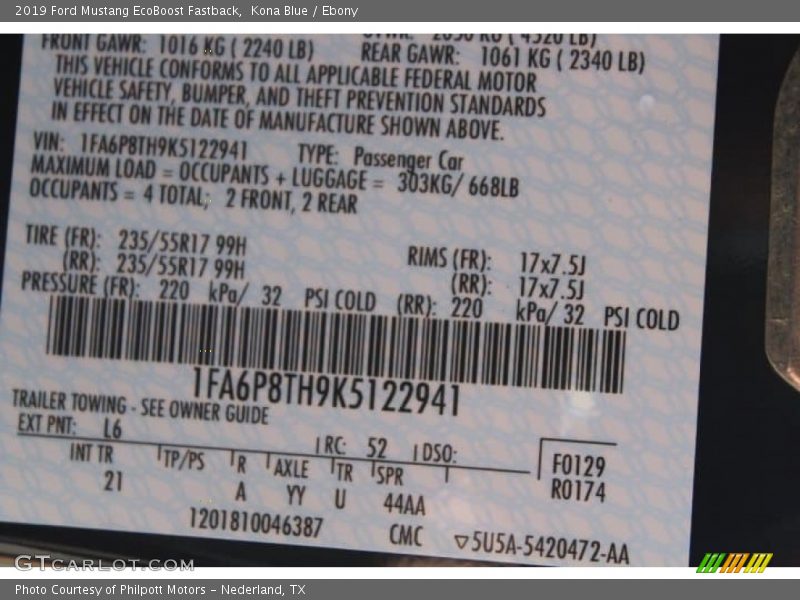 2019 Ford Mustang EcoBoost Fastback,  Kona Blue / Ebony
FRONT GAWR: 1016 KG ( 2240 LB)  REAR GAWR: 1061 KG ( 2340 LB)
THIS VEHICLE CONFORMS TO ALL APPLICABLE FEDERAL MOTOR
VEHICLE SAFETY, BUMPER, AND THEFT PREVENTION STANDARDS
IN EFFECT ON THE DATE OF MANUFACTURE SHOWN ABOVE.
VIN: 1FA6P8TH9K5122941  TYPE: Passenger Car
MAXIMUM LOAD = OCCUPANTS + LUGGAGE = 303KG/ 668LB
OCCUPANTS = 4 TOTAL; 2 FRONT, 2 REAR
TIRE (FR): 235/55R17 99H  RIMS (FR): 17x7.5J
(RR): 235/55R17 99H  (RR): 17x7.5J
PRESSURE (FR): 220 kPa/ 32 PSI COLD (RR): 220 kPa/ 32 PSI COLD
1FA6P8TH9K5122941
TRAILER TOWING - SEE OWNER GUIDE
EXT PNT: L6  RC: 52  DSO:
INT TR  TP/PS  R  AXLE  TR  SPR  F0129
21  A  YY  U  44AA  R0174
1201810046387  CMC  ▽5U5A-5420472-AA
GTCARLOT.COM
Photo Courtesy of Philpott Motors – Nederland, TX